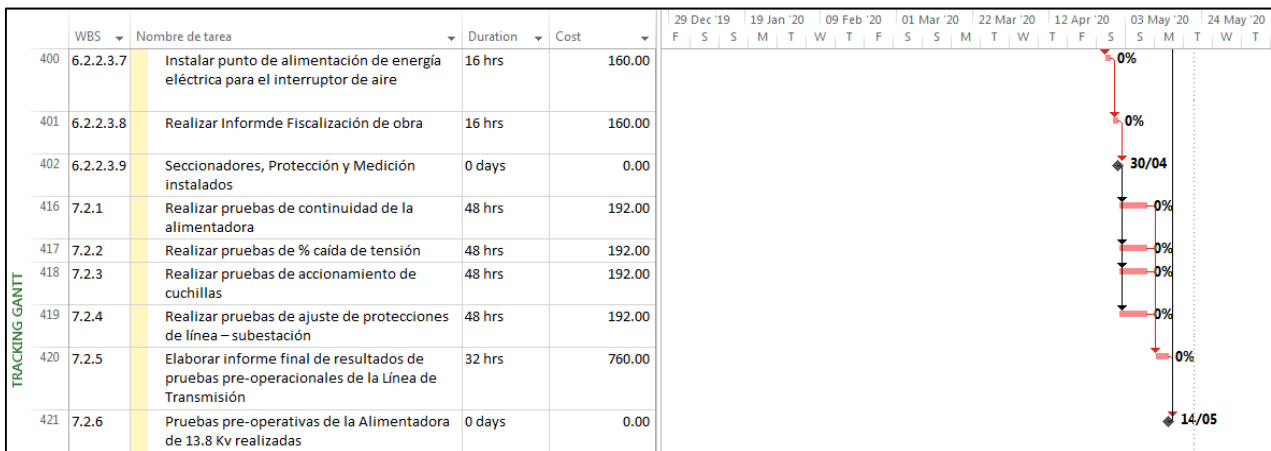 29 Dec '19 19 Jan '20 09 Feb '20 01 Mar '20 22 Mar '20 12 Apr '20 03 May '20 24 May '20
WBS Nombre de tarea Duration Cost F S S M T W T F S S M T W T F S S M T W T
400 6.2.2.3.7 Instalar punto de alimentación de energía 16 hrs 160.00 0%
eléctrica para el interruptor de aire
401 6.2.2.3.8 Realizar Informde Fiscalización de obra 16 hrs 160.00 0%
402 6.2.2.3.9 Seccionadores, Protección y Medición 0 days 0.00 30/04
instalados
416 7.2.1 Realizar pruebas de continuidad de la 48 hrs 192.00 0%
alimentadora
417 7.2.2 Realizar pruebas de % caída de tensión 48 hrs 192.00 0%
418 7.2.3 Realizar pruebas de accionamiento de 48 hrs 192.00 0%
cuchillas
419 7.2.4 Realizar pruebas de ajuste de protecciones 48 hrs 192.00 0%
de línea – subestación
420 7.2.5 Elaborar informe final de resultados de 32 hrs 760.00 0%
pruebas pre-operacionales de la Línea de
Transmisión
421 7.2.6 Pruebas pre-operativas de la Alimentadora 0 days 0.00 14/05
de 13.8 Kv realizadas
TRACKING GANTT